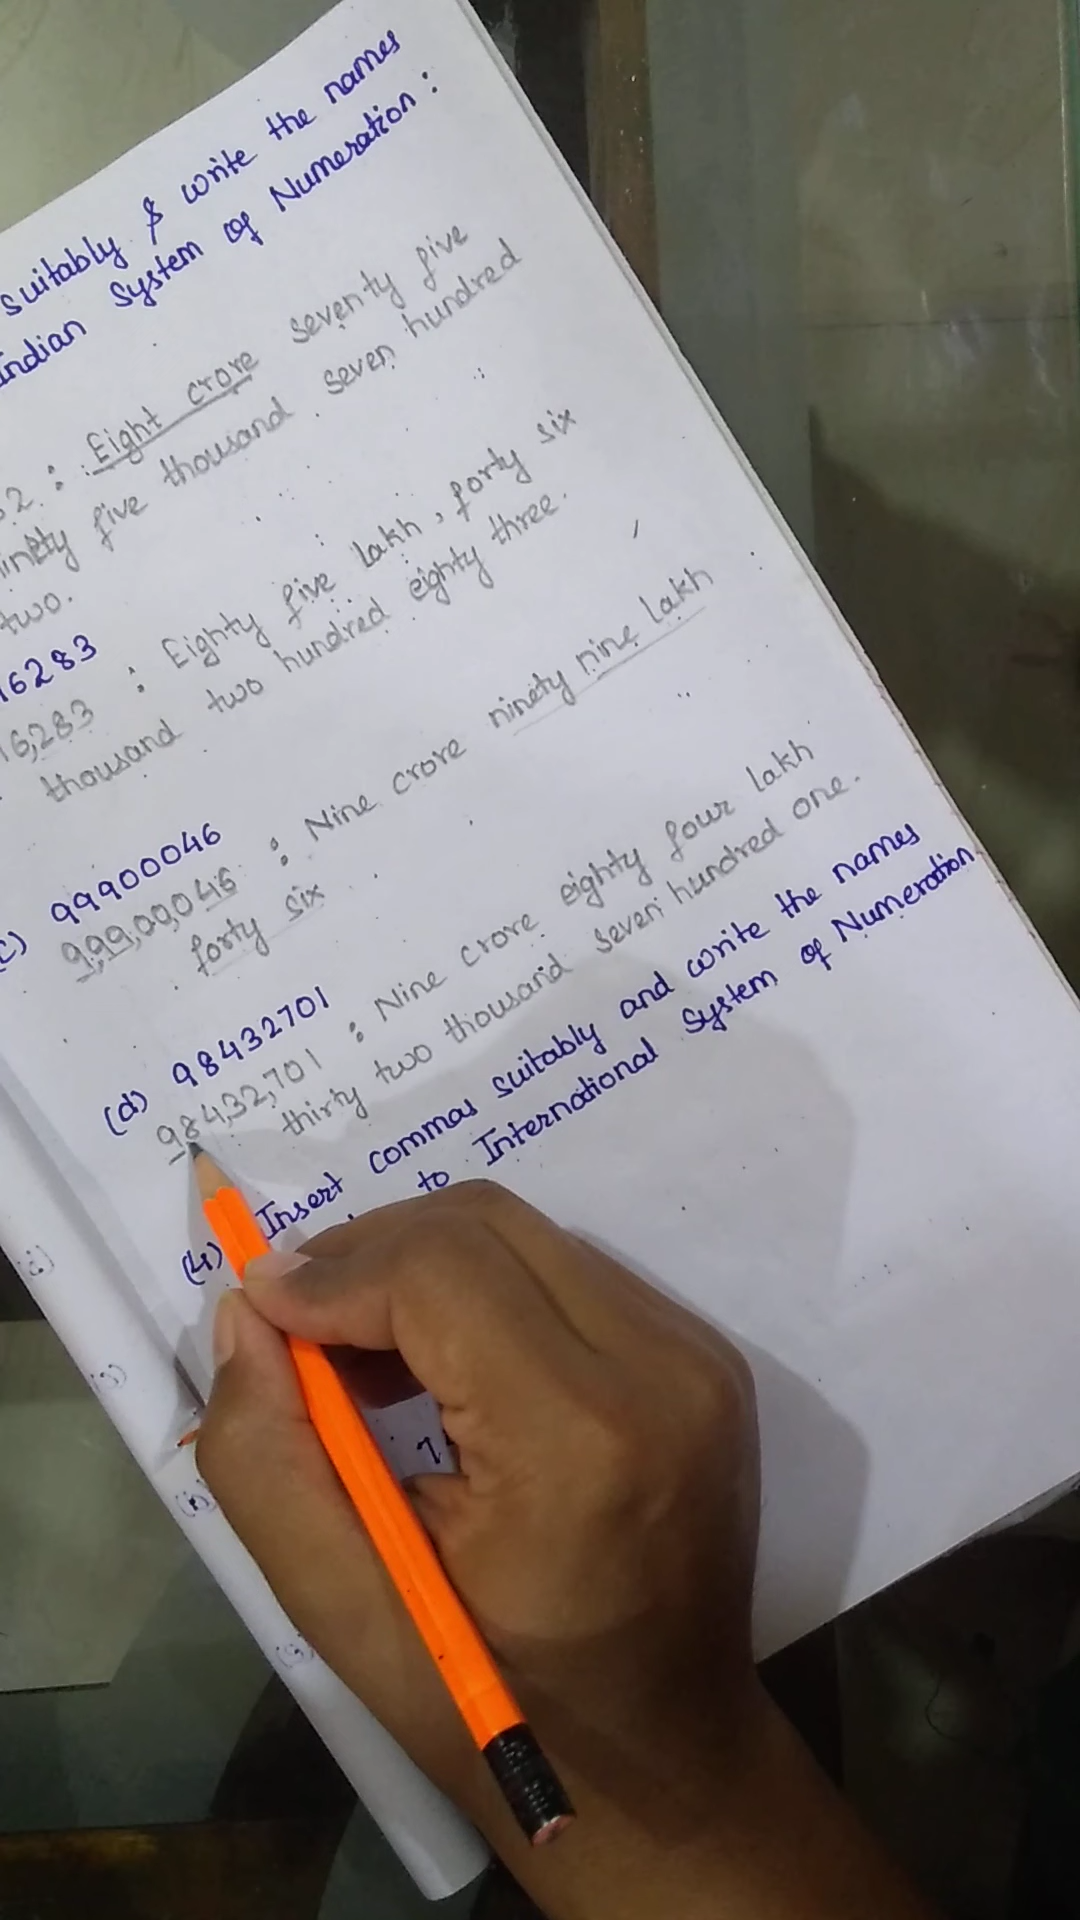 suitably & write the names
Indian System of Numeration :
2 : Eight crore seventy five
five thousand seven hundred
two.
16283
16,283 : Eighty five lakh, forty six
thousand two hundred eighty three.
(c) 99900046
9,99,00,046 : Nine crore ninety nine lakh
forty six
(d) 98432701
9,84,32,701 : Nine crore eighty four lakh
thirty two thousand seven hundred one.
(4) Insert commas suitably and write the names
to International System of Numeration